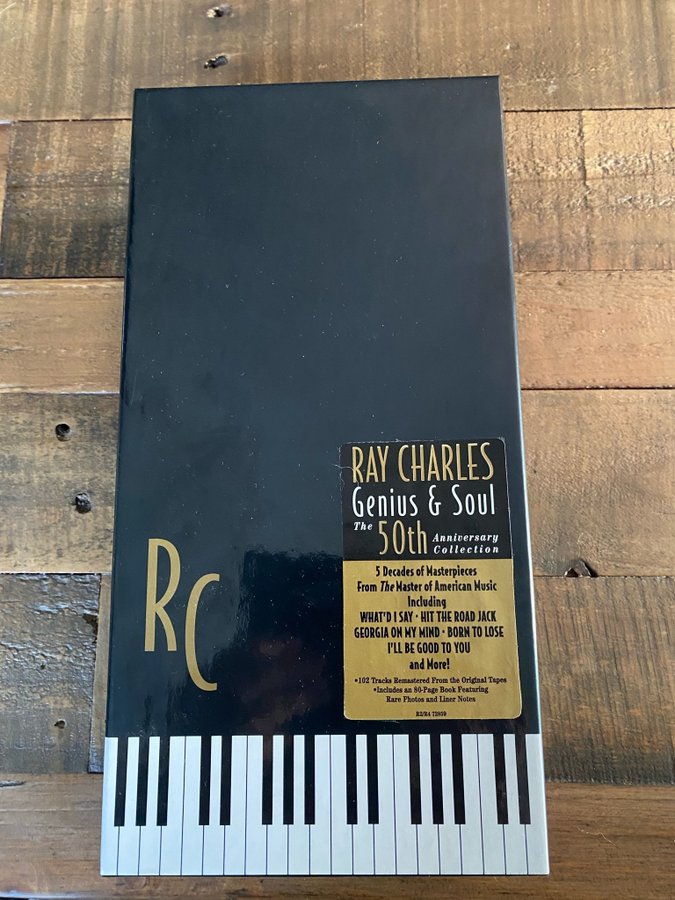 RAY CHARLES
Genius & Soul
The 50th Anniversary Collection
5 Decades of Masterpieces
From The Master of American Music
Including
WHAT'D I SAY • HIT THE ROAD JACK
GEORGIA ON MY MIND • BORN TO LOSE
I'LL BE GOOD TO YOU
and More!
•102 Tracks Remastered From the Original Tapes
•Includes an 80-Page Book Featuring
Rare Photos and Liner Notes
R2/R4 72859
RC